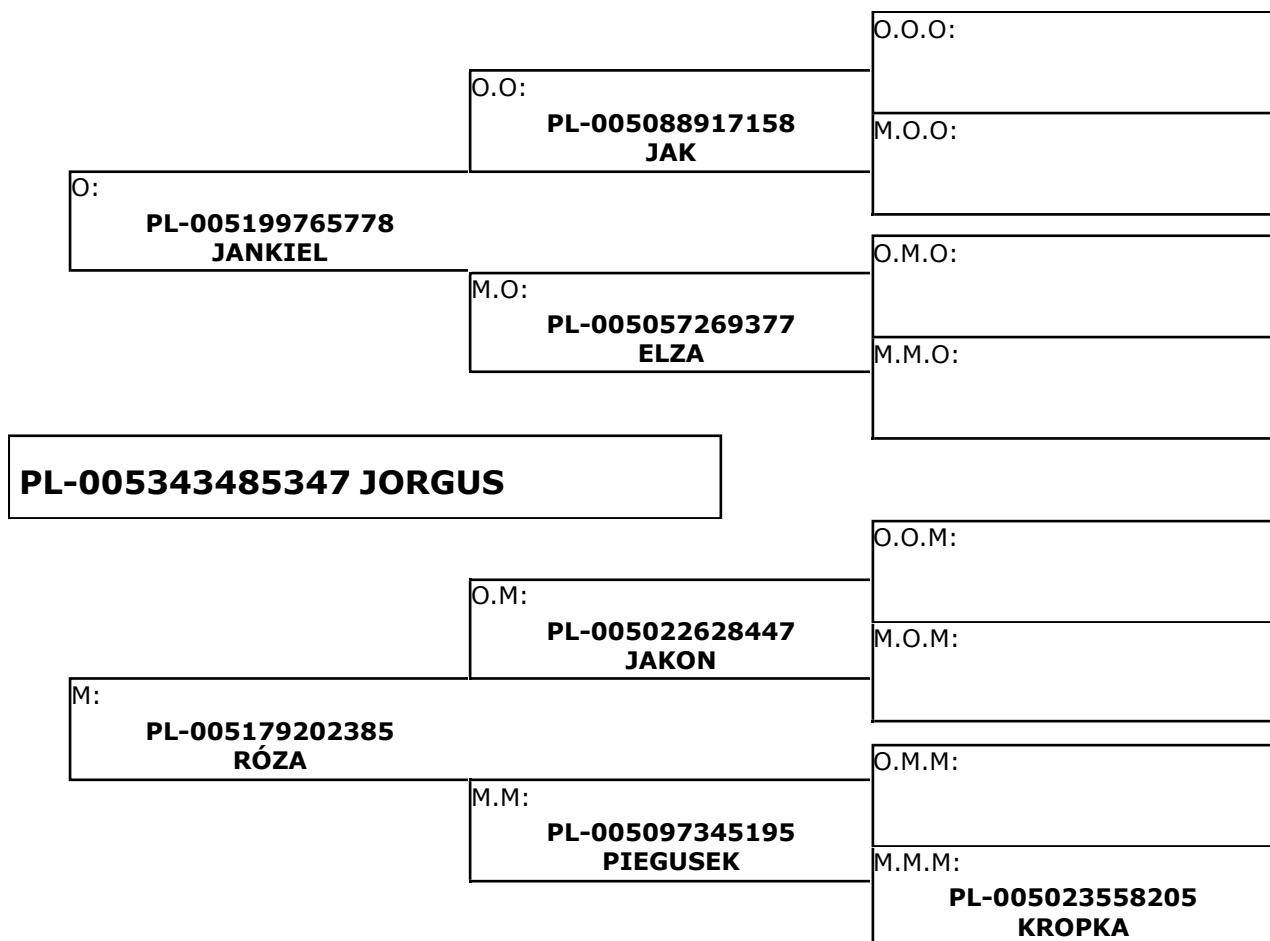 O.O.O:
O.O:
PL-005088917158
JAK
M.O.O:
O:
PL-005199765778
JANKIEL
O.M.O:
M.O:
PL-005057269377
ELZA
M.M.O:
PL-005343485347 JORGUS
O.O.M:
O.M:
PL-005022628447
JAKON
M.O.M:
M:
PL-005179202385
RÓZA
O.M.M:
M.M:
PL-005097345195
PIEGUSEK
M.M.M:
PL-005023558205
KROPKA